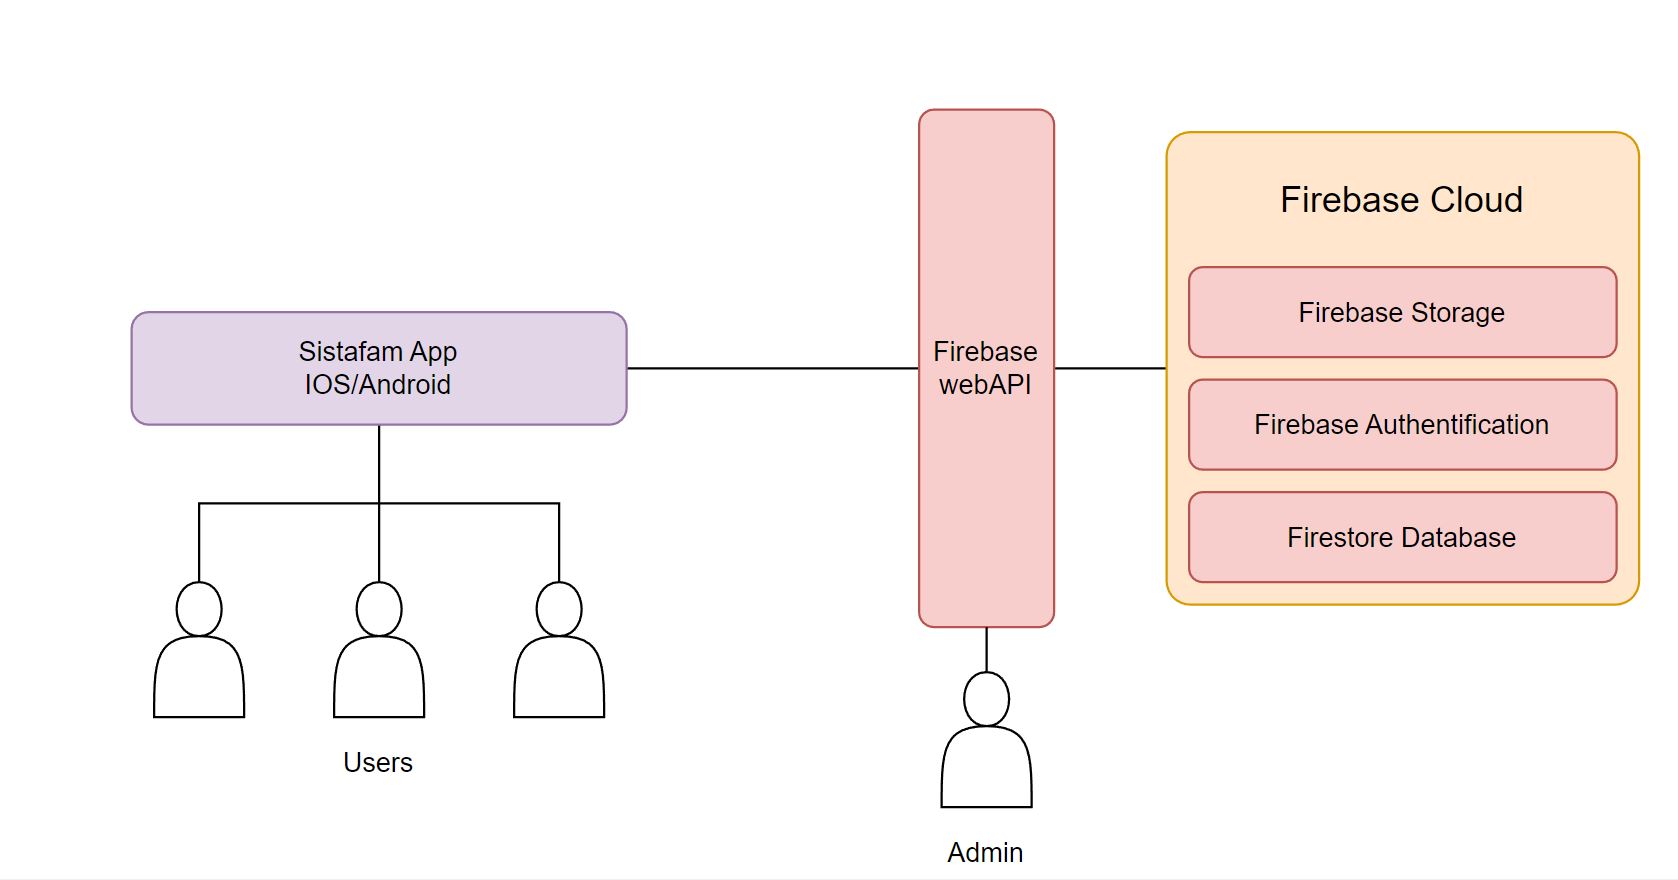 Firebase Cloud
Firebase Storage
Sistafam App
IOS/Android
Firebase
webAPI
Firebase Authentification
Firestore Database
Users
Admin